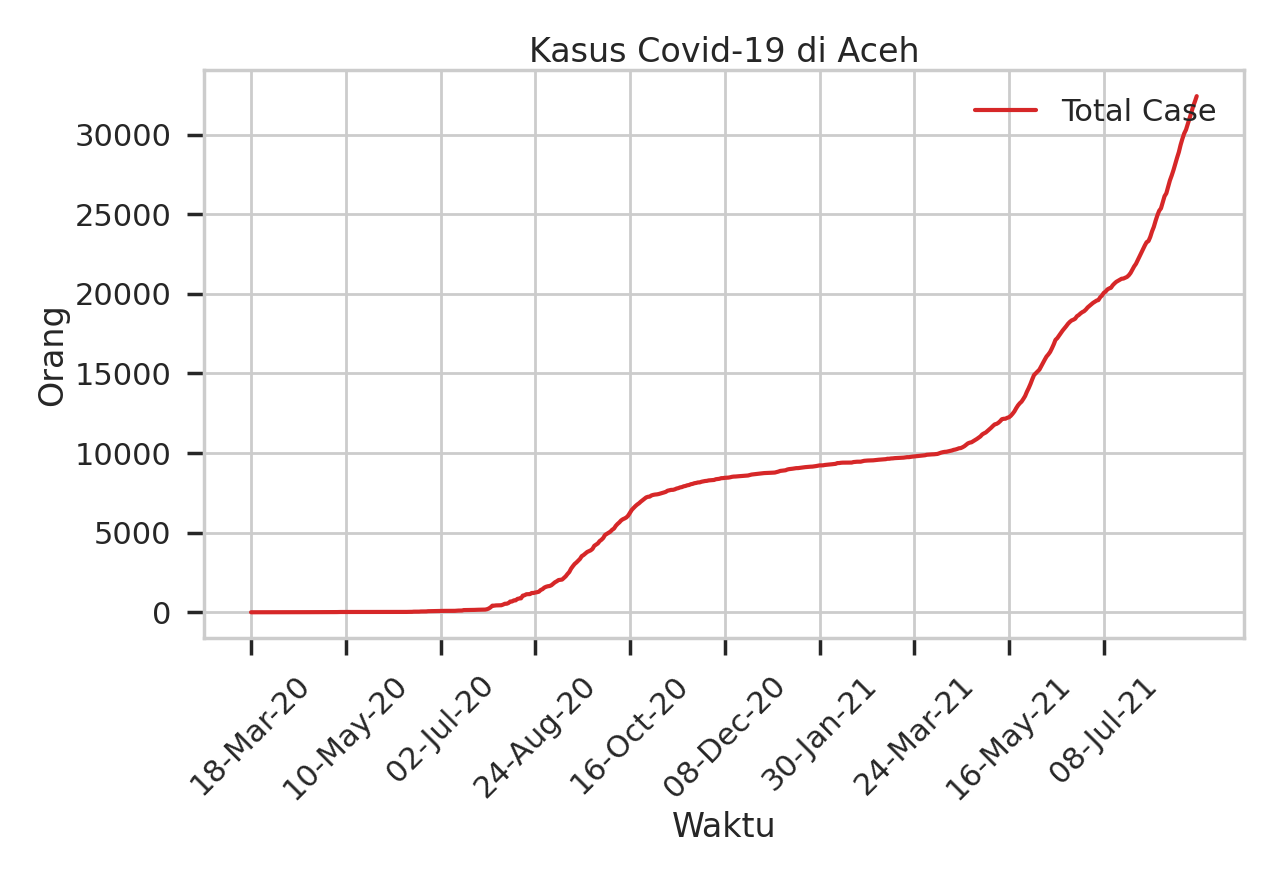 Kasus Covid-19 di Aceh
Total Case
30000
25000
20000
15000
10000
5000
0
Orang
18-Mar-20
10-May-20
02-Jul-20
24-Aug-20
16-Oct-20
08-Dec-20
30-Jan-21
24-Mar-21
16-May-21
08-Jul-21
Waktu